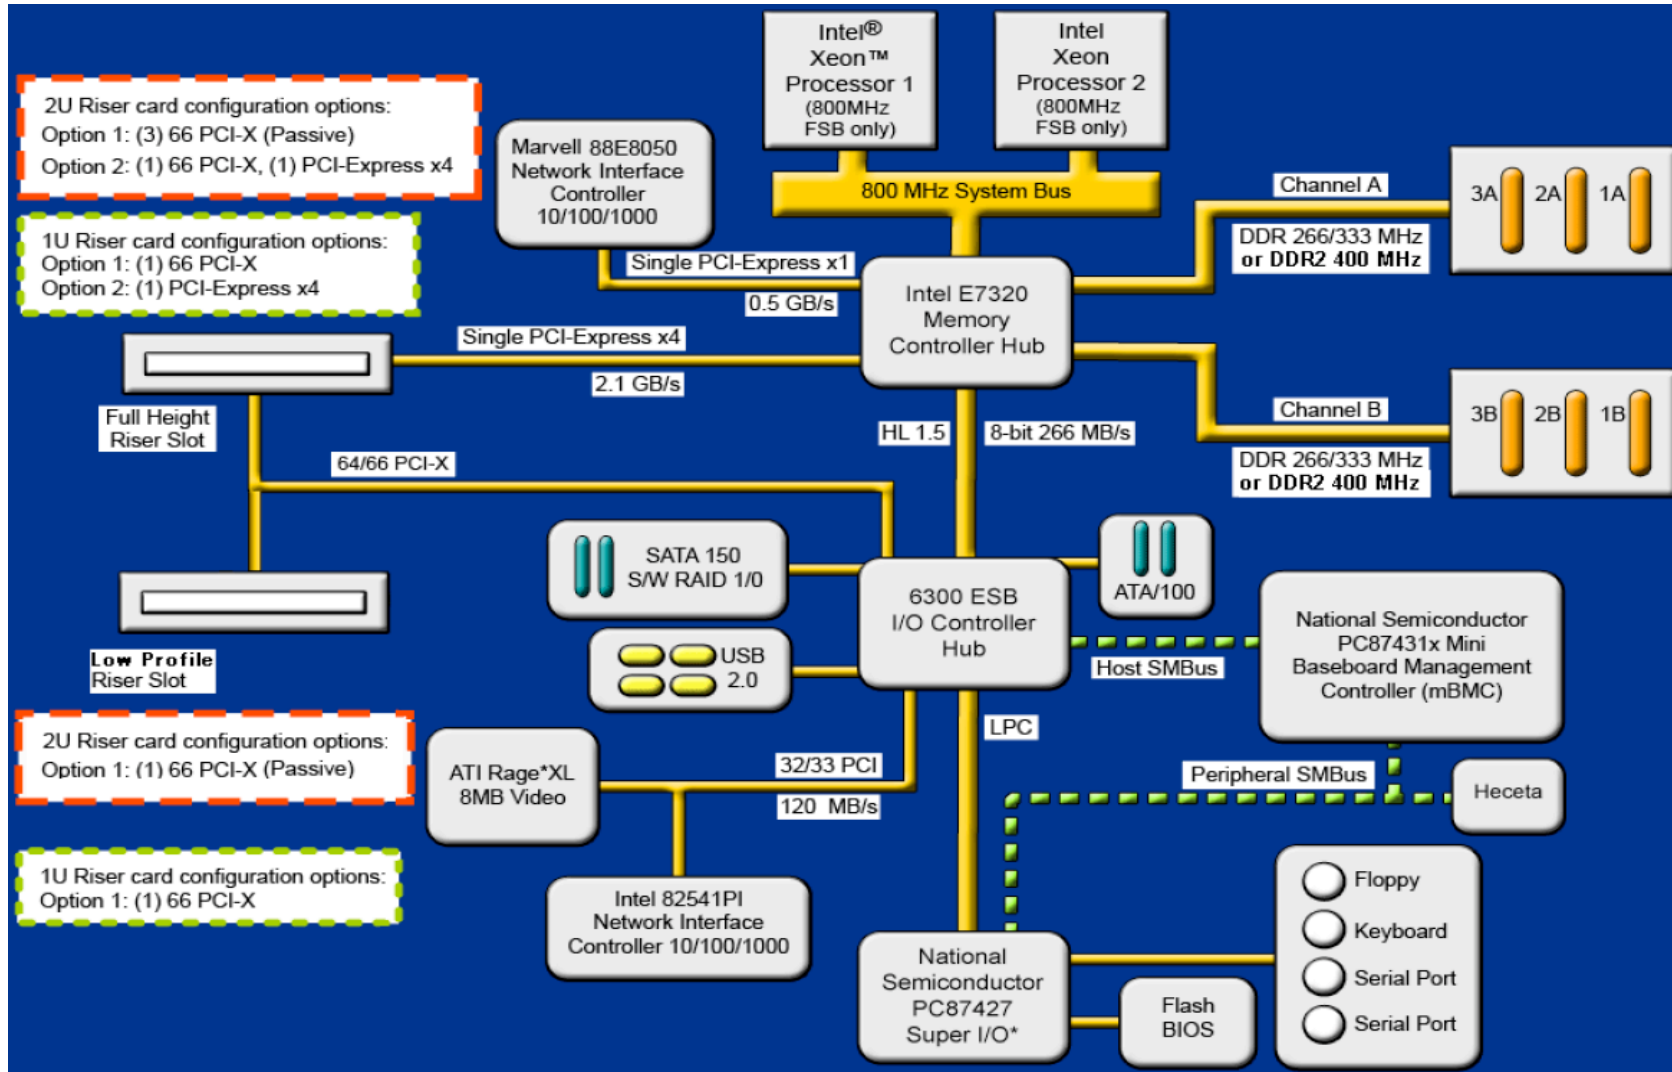 Intel®
Xeon™
Processor 1
(800MHz
FSB only)
Intel
Xeon
Processor 2
(800MHz
FSB only)
800 MHz System Bus
2U Riser card configuration options:
Option 1: (3) 66 PCI-X (Passive)
Option 2: (1) 66 PCI-X, (1) PCI-Express x4
1U Riser card configuration options:
Option 1: (1) 66 PCI-X
Option 2: (1) PCI-Express x4
Marvell 88E8050
Network Interface
Controller
10/100/1000
Single PCI-Express x1
0.5 GB/s
Intel E7320
Memory
Controller Hub
Channel A
DDR 266/333 MHz
or DDR2 400 MHz
3A 2A 1A
Single PCI-Express x4
2.1 GB/s
Full Height
Riser Slot
HL 1.5
8-bit 266 MB/s
Channel B
DDR 266/333 MHz
or DDR2 400 MHz
3B 2B 1B
64/66 PCI-X
SATA 150
S/W RAID 1/0
USB
2.0
6300 ESB
I/O Controller
Hub
ATA/100
Host SMBus
National Semiconductor
PC87431x Mini
Baseboard Management
Controller (mBMC)
Low Profile
Riser Slot
2U Riser card configuration options:
Option 1: (1) 66 PCI-X (Passive)
1U Riser card configuration options:
Option 1: (1) 66 PCI-X
ATI Rage*XL
8MB Video
32/33 PCI
120 MB/s
LPC
Peripheral SMBus
Heceta
Intel 82541PI
Network Interface
Controller 10/100/1000
National
Semiconductor
PC87427
Super I/O*
Flash
BIOS
Floppy
Keyboard
Serial Port
Serial Port